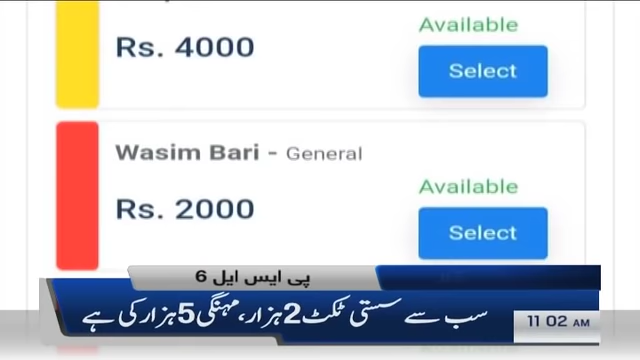 Available
Rs. 4000
Select
Wasim Bari - General
Available
Rs. 2000
Select
پی ایس ایل 6
سب سے سستی ٹکٹ 2 ہزار، مہنگی 5 ہزار کی ہے
11 02 AM